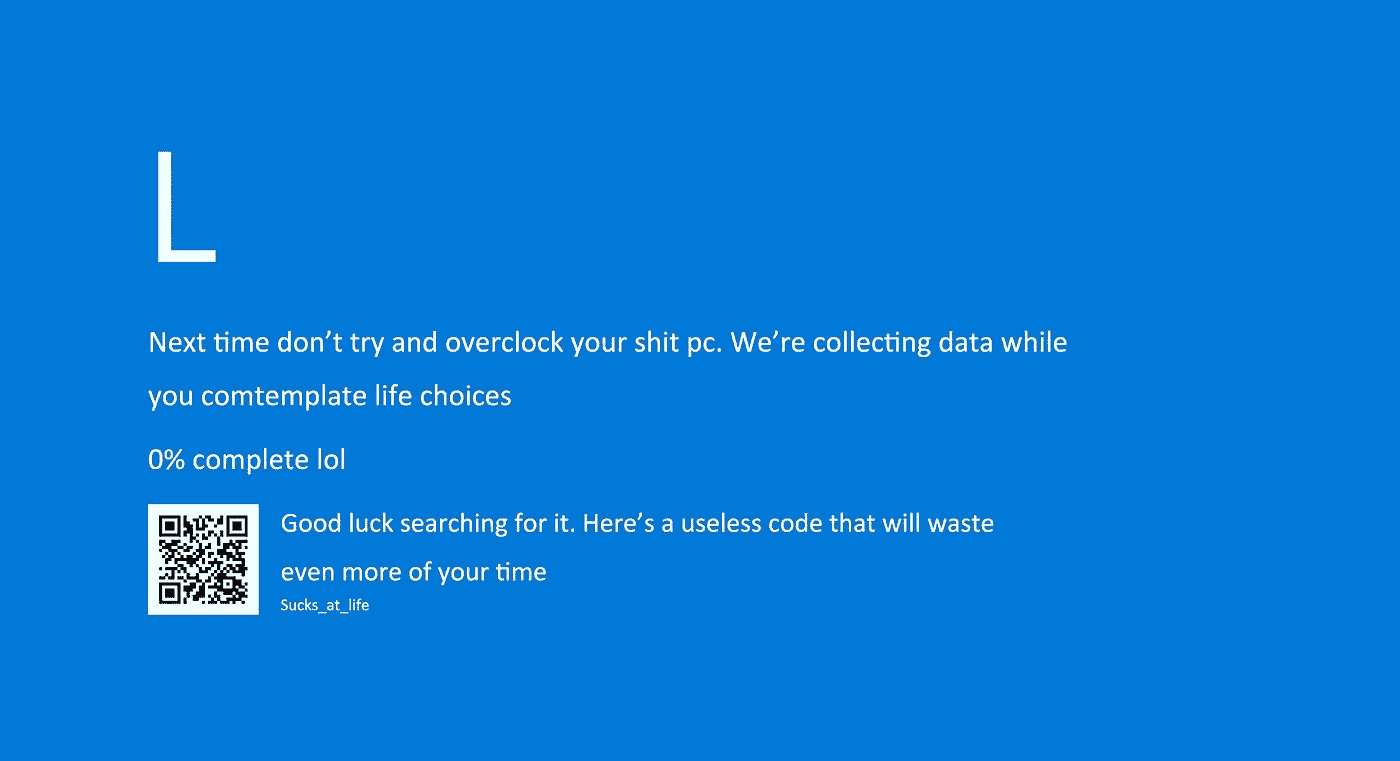 L
Next time don’t try and overclock your shit pc. We’re collecting data while
you comtemplate life choices
0% complete lol
Good luck searching for it. Here’s a useless code that will waste
even more of your time
Sucks_at_life